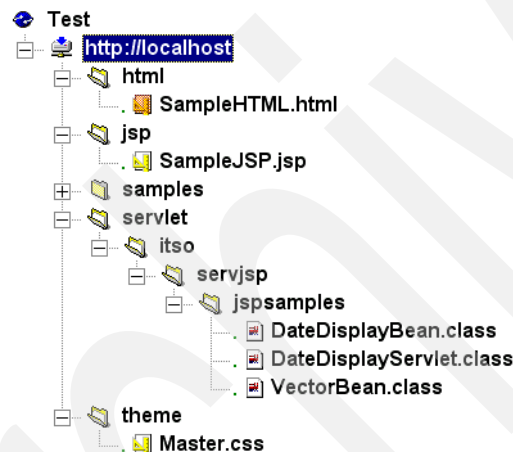 Test
http://localhost
html
SampleHTML.html
jsp
SampleJSP.jsp
samples
servlet
itso
servjsp
jspsamples
DateDisplayBean.class
DateDisplayServlet.class
VectorBean.class
theme
Master.css